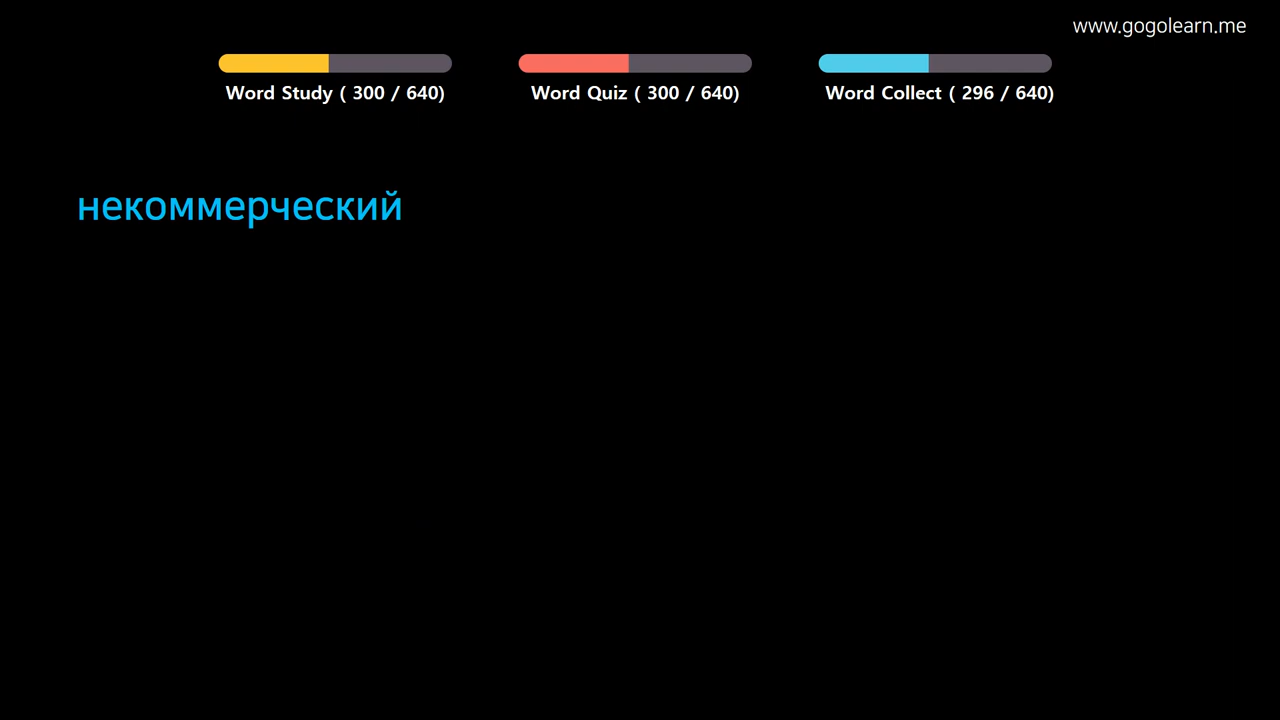 www.gogolearn.me
Word Study ( 300 / 640)
Word Quiz ( 300 / 640)
Word Collect ( 296 / 640)
некоммерческий